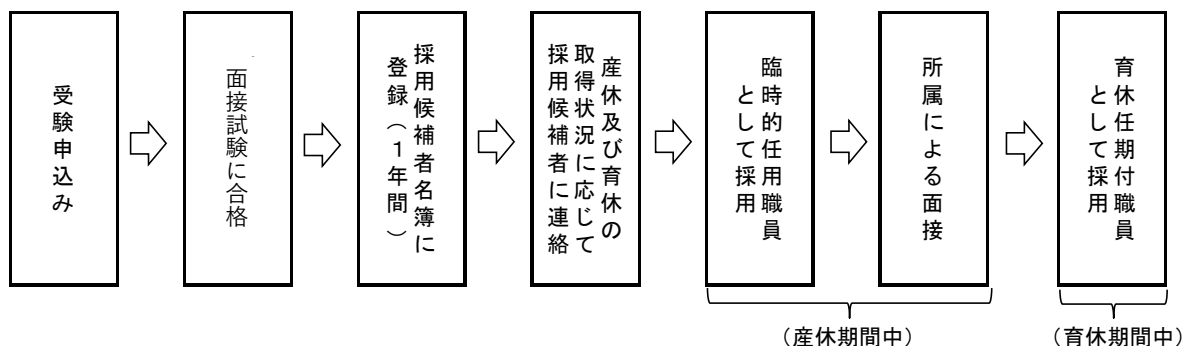 受験申込み
面接試験に合格
採用候補者名簿に
登録（１年間）
産休及び育休の
取得状況に応じて
採用候補者に連絡
臨時的任用職員
として採用
所属による面接
育休任期付職員
として採用
（産休期間中）
（育休期間中）